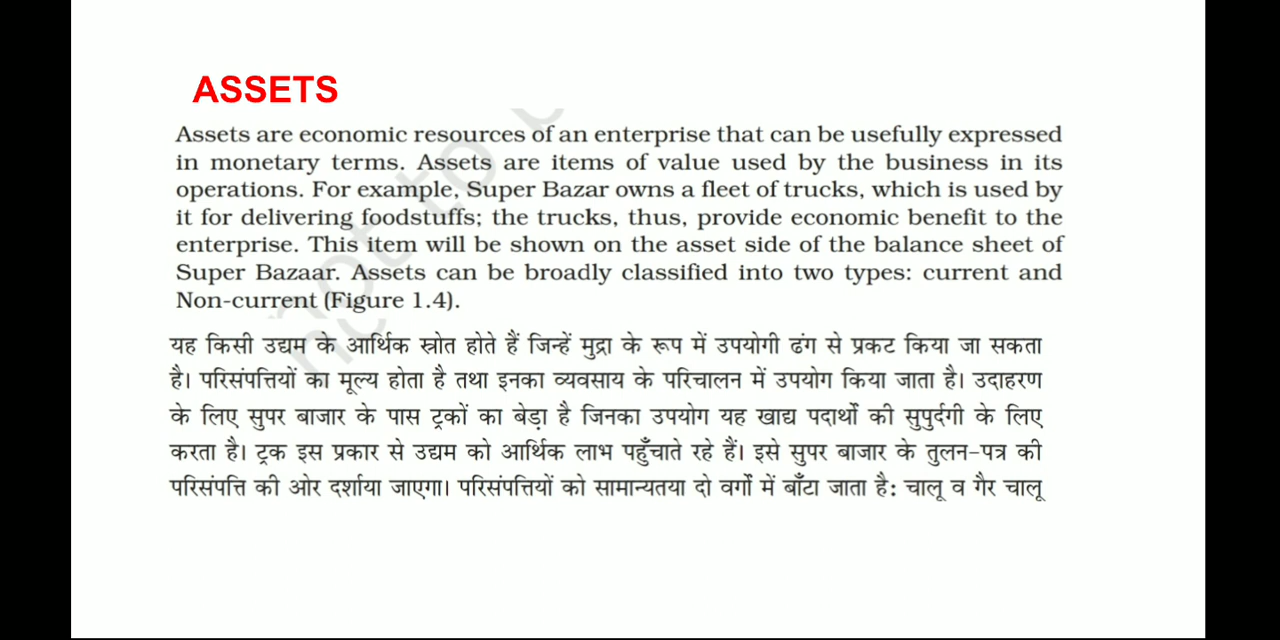 ASSETS
Assets are economic resources of an enterprise that can be usefully expressed
in monetary terms. Assets are items of value used by the business in its
operations. For example, Super Bazar owns a fleet of trucks, which is used by
it for delivering foodstuffs; the trucks, thus, provide economic benefit to the
enterprise. This item will be shown on the asset side of the balance sheet of
Super Bazaar. Assets can be broadly classified into two types: current and
Non-current (Figure 1.4).
यह किसी उद्यम के आर्थिक स्रोत होते हैं जिन्हें मुद्रा के रूप में उपयोगी ढंग से प्रकट किया जा सकता
है। परिसंपत्तियों का मूल्य होता है तथा इनका व्यवसाय के परिचालन में उपयोग किया जाता है। उदाहरण
के लिए सुपर बाजार के पास ट्रकों का बेड़ा है जिनका उपयोग यह खाद्य पदार्थों की सुपुर्दगी के लिए
करता है। ट्रक इस प्रकार से उद्यम को आर्थिक लाभ पहुँचाते रहे हैं। इसे सुपर बाजार के तुलन-पत्र की
परिसंपत्ति की ओर दर्शाया जाएगा। परिसंपत्तियों को सामान्यतया दो वर्गों में बाँटा जाता है: चालू व गैर चालू
not to